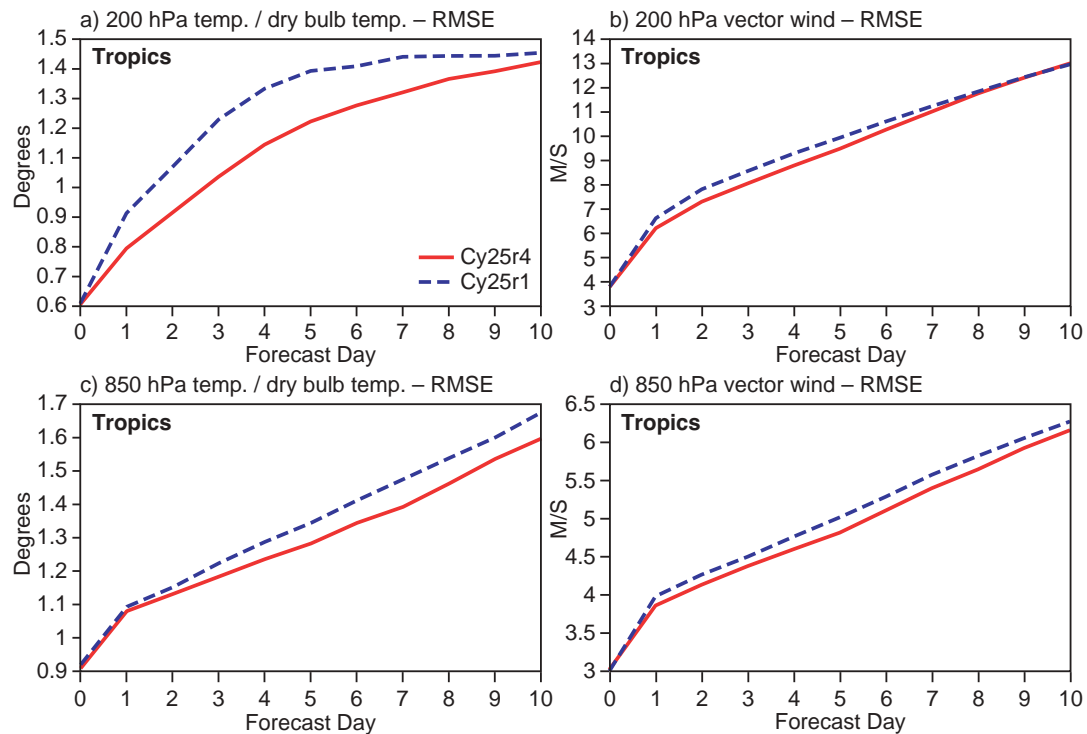 a) 200 hPa temp. / dry bulb temp. – RMSE
1.5
1.4
1.3
1.2
1.1
1
0.9
0.8
0.7
0.6
Degrees
Tropics
Cy25r4
Cy25r1
0 1 2 3 4 5 6 7 8 9 10
Forecast Day
b) 200 hPa vector wind – RMSE
14
13
12
11
10
9
8
7
6
5
4
3
M/S
Tropics
0 1 2 3 4 5 6 7 8 9 10
Forecast Day
c) 850 hPa temp. / dry bulb temp. – RMSE
1.7
1.6
1.5
1.4
1.3
1.2
1.1
1
0.9
Degrees
Tropics
0 1 2 3 4 5 6 7 8 9 10
Forecast Day
d) 850 hPa vector wind – RMSE
6.5
6
5.5
5
4.5
4
3.5
3
M/S
Tropics
0 1 2 3 4 5 6 7 8 9 10
Forecast Day